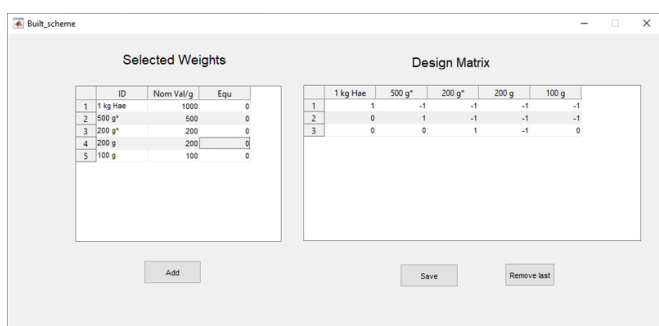 Built_scheme
Selected Weights
ID Nom Val/g Equ
1 1 kg Hae 1000 0
2 500 g* 500 0
3 200 g* 200 0
4 200 g 200 0
5 100 g 100 0
Add
Design Matrix
1 kg Hae 500 g* 200 g* 200 g 100 g
1 1 -1 -1 -1 -1
2 0 1 -1 -1 -1
3 0 0 1 -1 0
Save Remove last